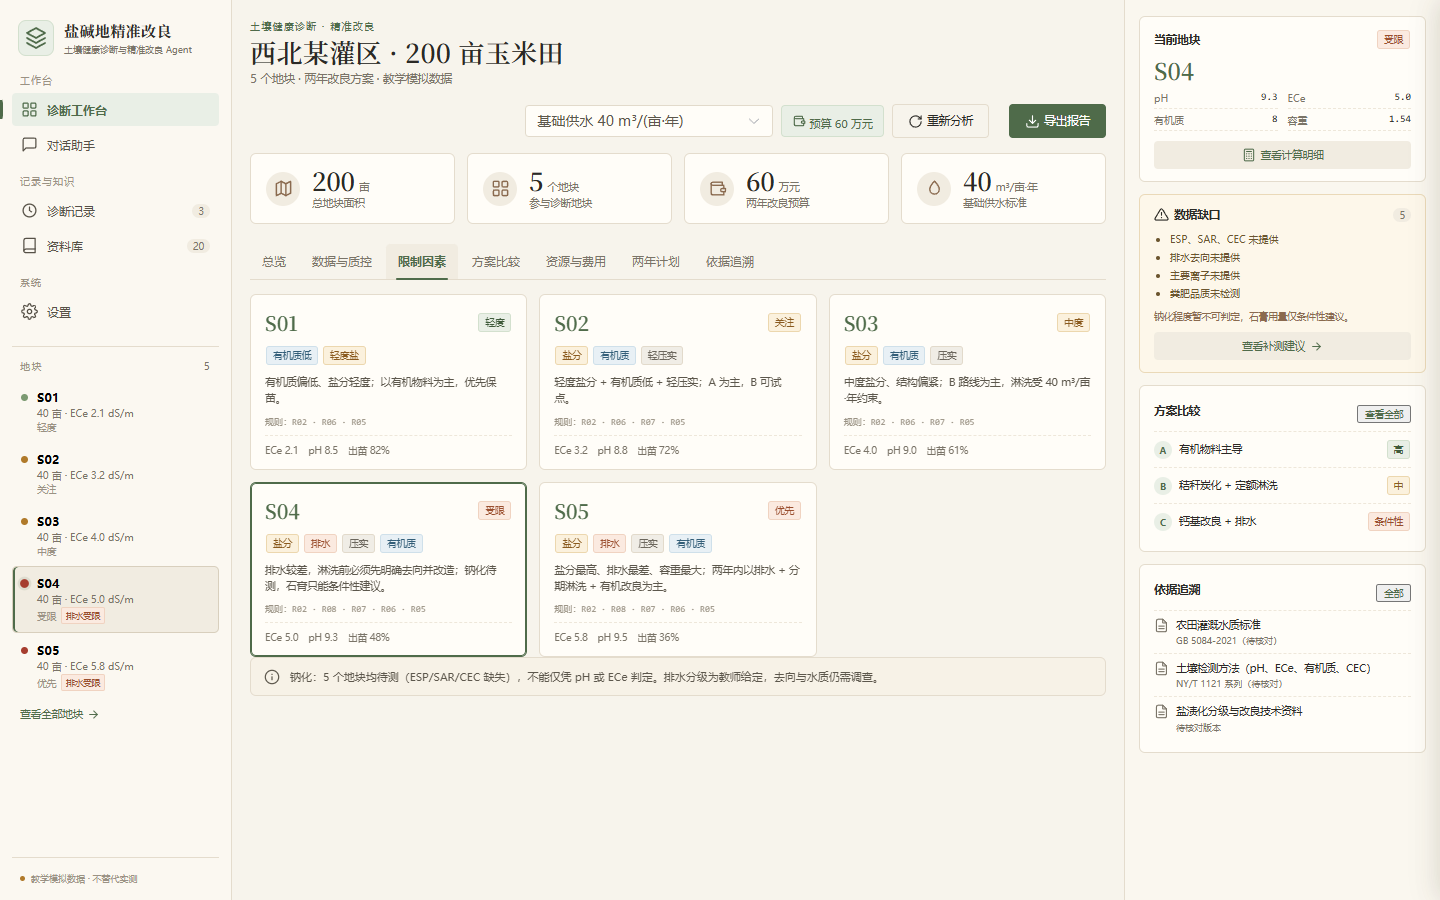 盐碱地精准改良
土壤健康诊断与精准改良 Agent
工作台
诊断工作台
对话助手
记录与知识
诊断记录 3
资料库 20
系统
设置
地块 5
S01
40 亩 · ECe 2.1 dS/m
轻度
S02
40 亩 · ECe 3.2 dS/m
关注
S03
40 亩 · ECe 4.0 dS/m
中度
S04
40 亩 · ECe 5.0 dS/m
受限 排水受限
S05
40 亩 · ECe 5.8 dS/m
优先 排水受限
查看全部地块 →
教学模拟数据 · 不替代实测
土壤健康诊断 · 精准改良
西北某灌区 · 200 亩玉米田
5 个地块 · 两年改良方案 · 教学模拟数据
基础供水 40 m³/(亩·年)
预算 60 万元
重新分析
导出报告
200 亩
总地块面积
5 个地块
参与诊断地块
60 万元
两年改良预算
40 m³/亩·年
基础供水标准
总览 数据与质控 限制因素 方案比较 资源与费用 两年计划 依据追溯
S01 轻度
有机质低 轻度盐
有机质偏低、盐分轻度；以有机物料为主，优先保
苗。
规则：R02 · R06 · R05
ECe 2.1 pH 8.5 出苗 82%
S02 关注
盐分 有机质 轻压实
轻度盐分 + 有机质低 + 轻压实；A 为主，B 可试
点。
规则：R02 · R06 · R07 · R05
ECe 3.2 pH 8.8 出苗 72%
S03 中度
盐分 有机质 压实
中度盐分、结构偏紧；B 路线为主，淋洗受 40 m³/亩
·年约束。
规则：R02 · R06 · R07 · R05
ECe 4.0 pH 9.0 出苗 61%
S04 受限
盐分 排水 压实 有机质
排水较差，淋洗前必须先明确去向并改造；钠化待
测，石膏只能条件性建议。
规则：R02 · R08 · R07 · R06 · R05
ECe 5.0 pH 9.3 出苗 48%
S05 优先
盐分 排水 压实 有机质
盐分最高、排水最差、容重最大；两年内以排水 + 分
期淋洗 + 有机改良为主。
规则：R02 · R08 · R07 · R06 · R05
ECe 5.8 pH 9.5 出苗 36%
钠化：5 个地块均待测（ESP/SAR/CEC 缺失），不能仅凭 pH 或 ECe 判定。排水分级为教师给定，去向与水质仍需调查。
当前地块 受限
S04
pH 9.3 ECe 5.0
有机质 8 容重 1.54
查看计算明细
数据缺口 5
• ESP、SAR、CEC 未提供
• 排水去向未提供
• 主要离子未提供
• 粪肥品质未检测
钠化程度暂不可判定，石膏用量仅条件性建议。
查看补测建议 →
方案比较 查看全部
A 有机物料主导 高
B 秸秆炭化 + 定额淋洗 中
C 钙基改良 + 排水 条件性
依据追溯 全部
农田灌溉水质标准
GB 5084-2021（待核对）
土壤检测方法（pH、ECe、有机质、CEC）
NY/T 1121 系列（待核对）
盐渍化分级与改良技术资料
待核对版本